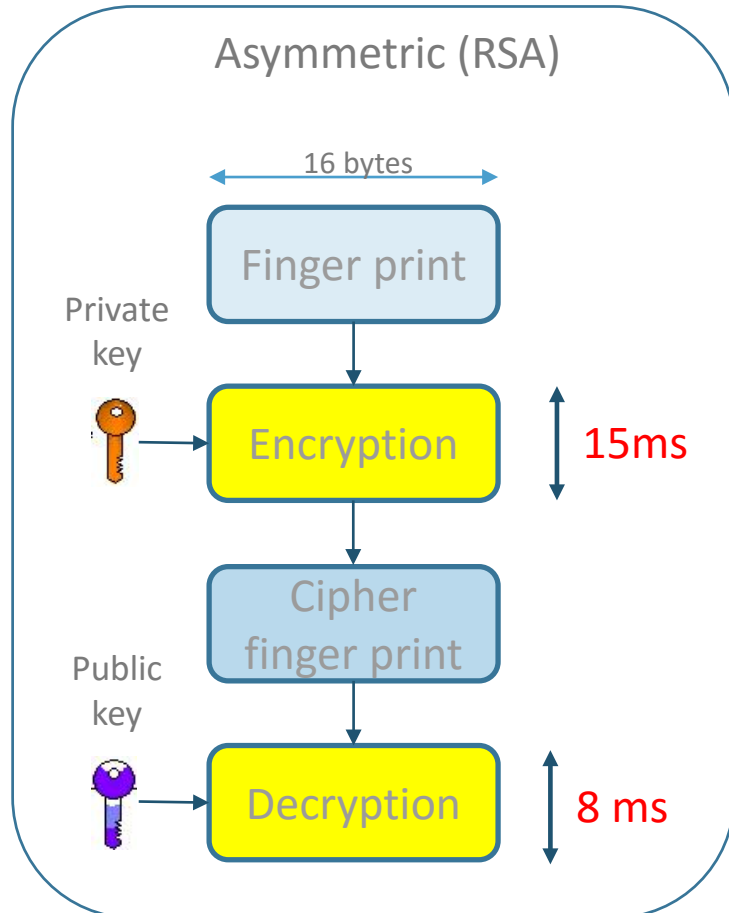 Asymmetric (RSA)
16 bytes
Finger print
Private
key
Encryption
15ms
Cipher
finger print
Public
key
Decryption
8 ms